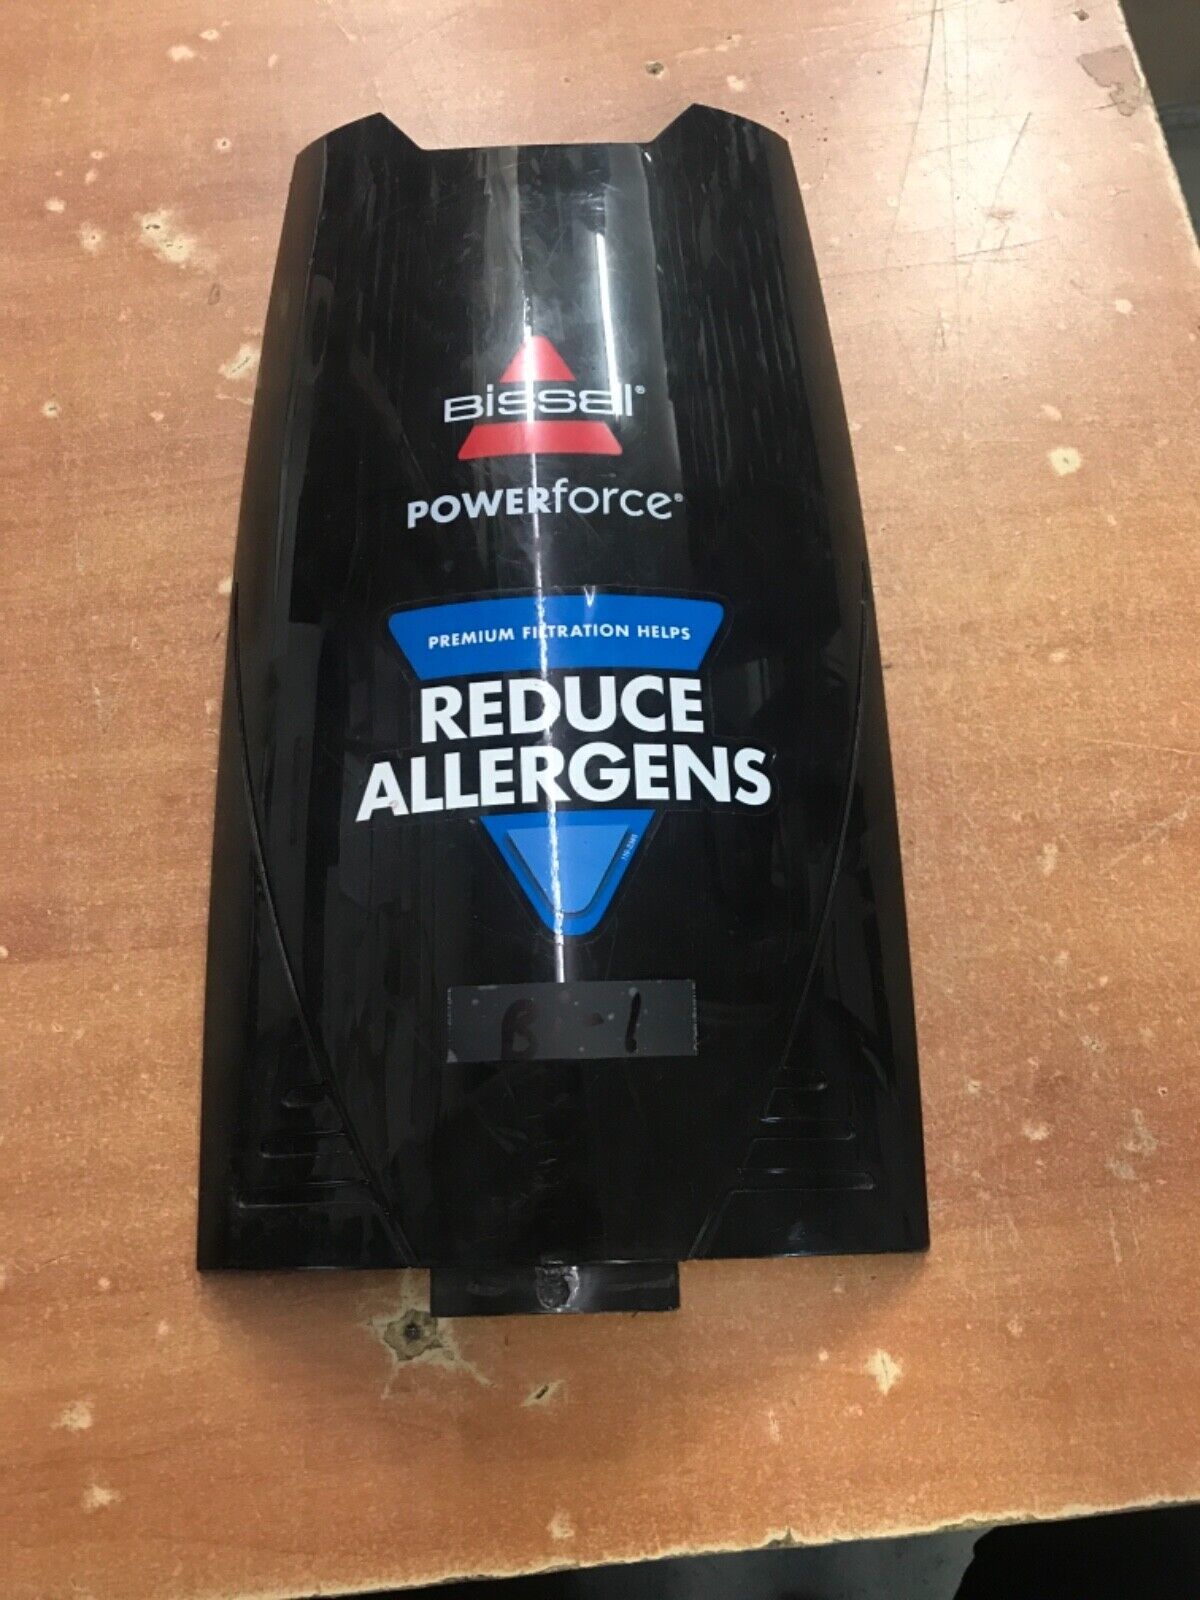 BiSSEll®
POWERforce®
PREMIUM FILTRATION HELPS
REDUCE
ALLERGENS
B--1